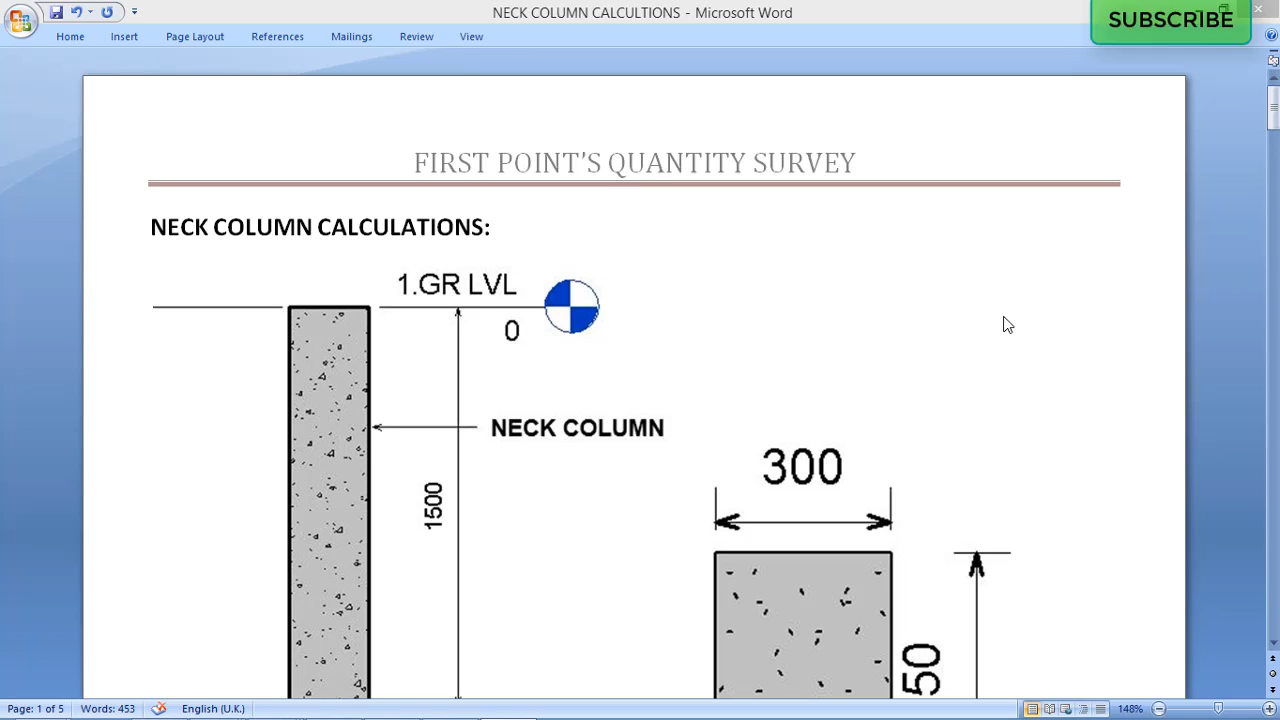 NECK COLUMN CALCULTIONS - Microsoft Word
SUBSCRIBE
Home Insert Page Layout References Mailings Review View
FIRST POINT'S QUANTITY SURVEY
NECK COLUMN CALCULATIONS:
1.GR LVL
0
NECK COLUMN
300
1500
50
Page: 1 of 5 Words: 453 English (U.K.) 148%